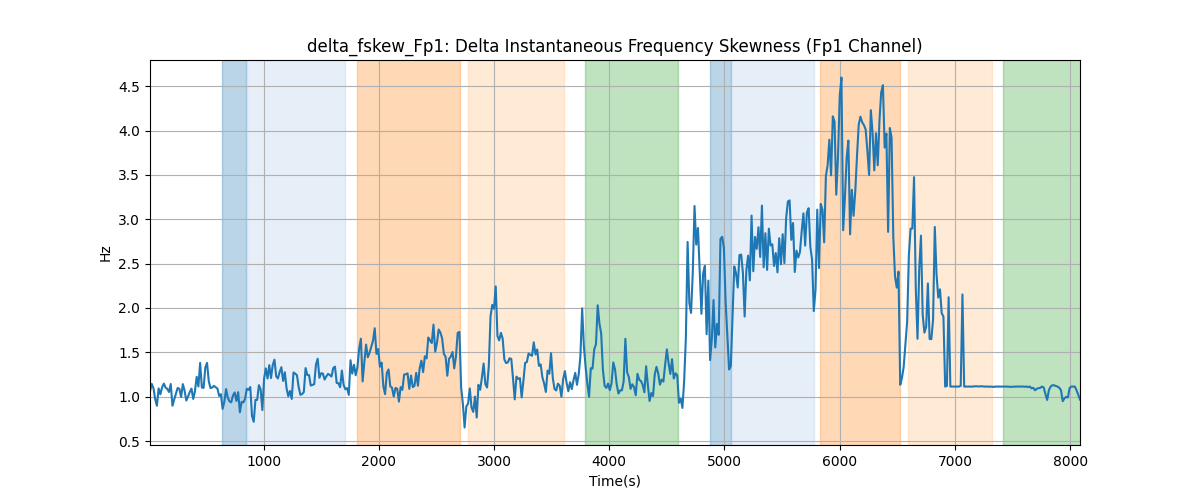 delta_fskew_Fp1: Delta Instantaneous Frequency Skewness (Fp1 Channel)
4.5
4.0
3.5
3.0
2.5
2.0
1.5
1.0
0.5
Hz
1000 2000 3000 4000 5000 6000 7000 8000
Time(s)